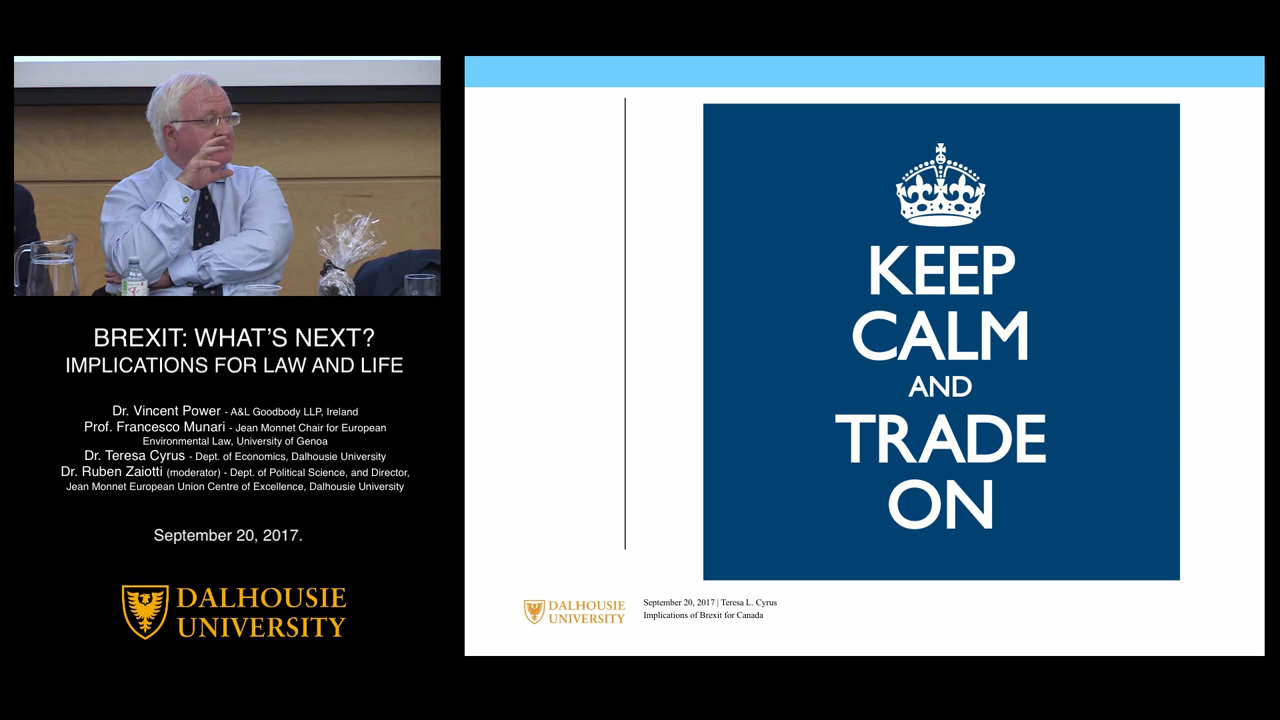 BREXIT: WHAT'S NEXT?
IMPLICATIONS FOR LAW AND LIFE
Dr. Vincent Power - A&L Goodbody LLP, Ireland
Prof. Francesco Munari - Jean Monnet Chair for European
Environmental Law, University of Genoa
Dr. Teresa Cyrus - Dept. of Economics, Dalhousie University
Dr. Ruben Zaiotti (moderator) - Dept. of Political Science, and Director,
Jean Monnet European Union Centre of Excellence, Dalhousie University
September 20, 2017.
DALHOUSIE
UNIVERSITY
KEEP
CALM
AND
TRADE
ON
DALHOUSIE
UNIVERSITY
September 20, 2017 | Teresa L. Cyrus
Implications of Brexit for Canada